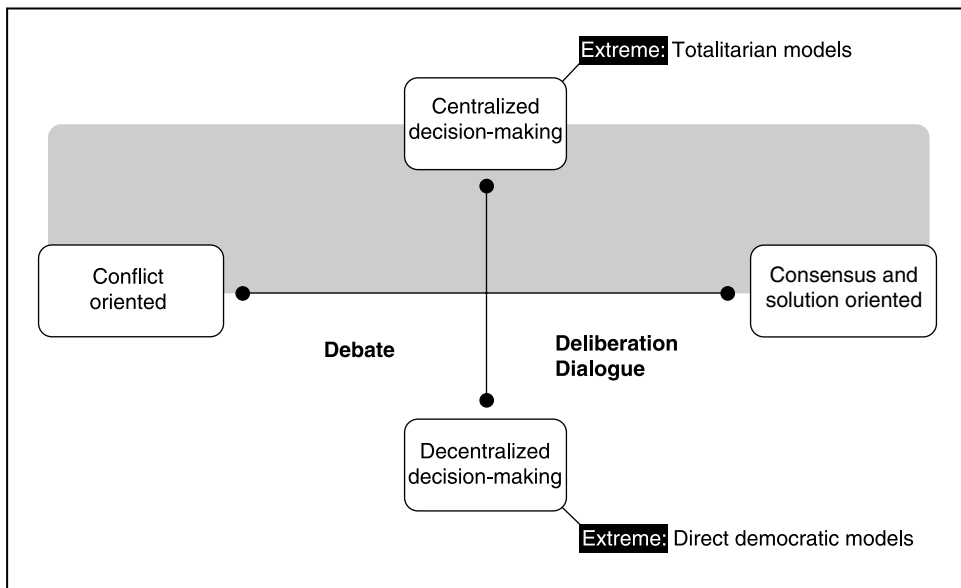 Extreme: Totalitarian models
Centralized
decision-making
Conflict
oriented
Consensus and
solution oriented
Debate
Deliberation
Dialogue
Decentralized
decision-making
Extreme: Direct democratic models